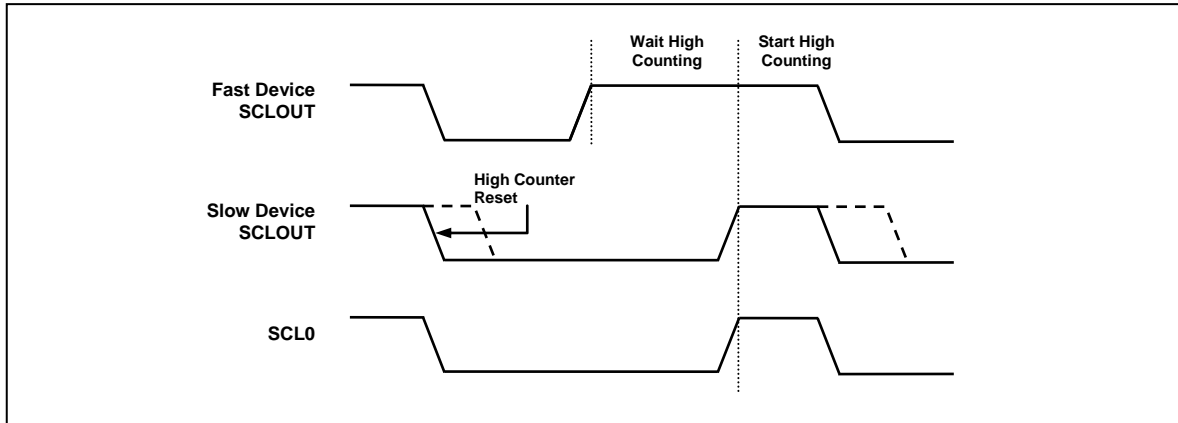 Wait High
Counting
Start High
Counting
Fast Device
SCLOUT
High Counter
Reset
Slow Device
SCLOUT
SCL0